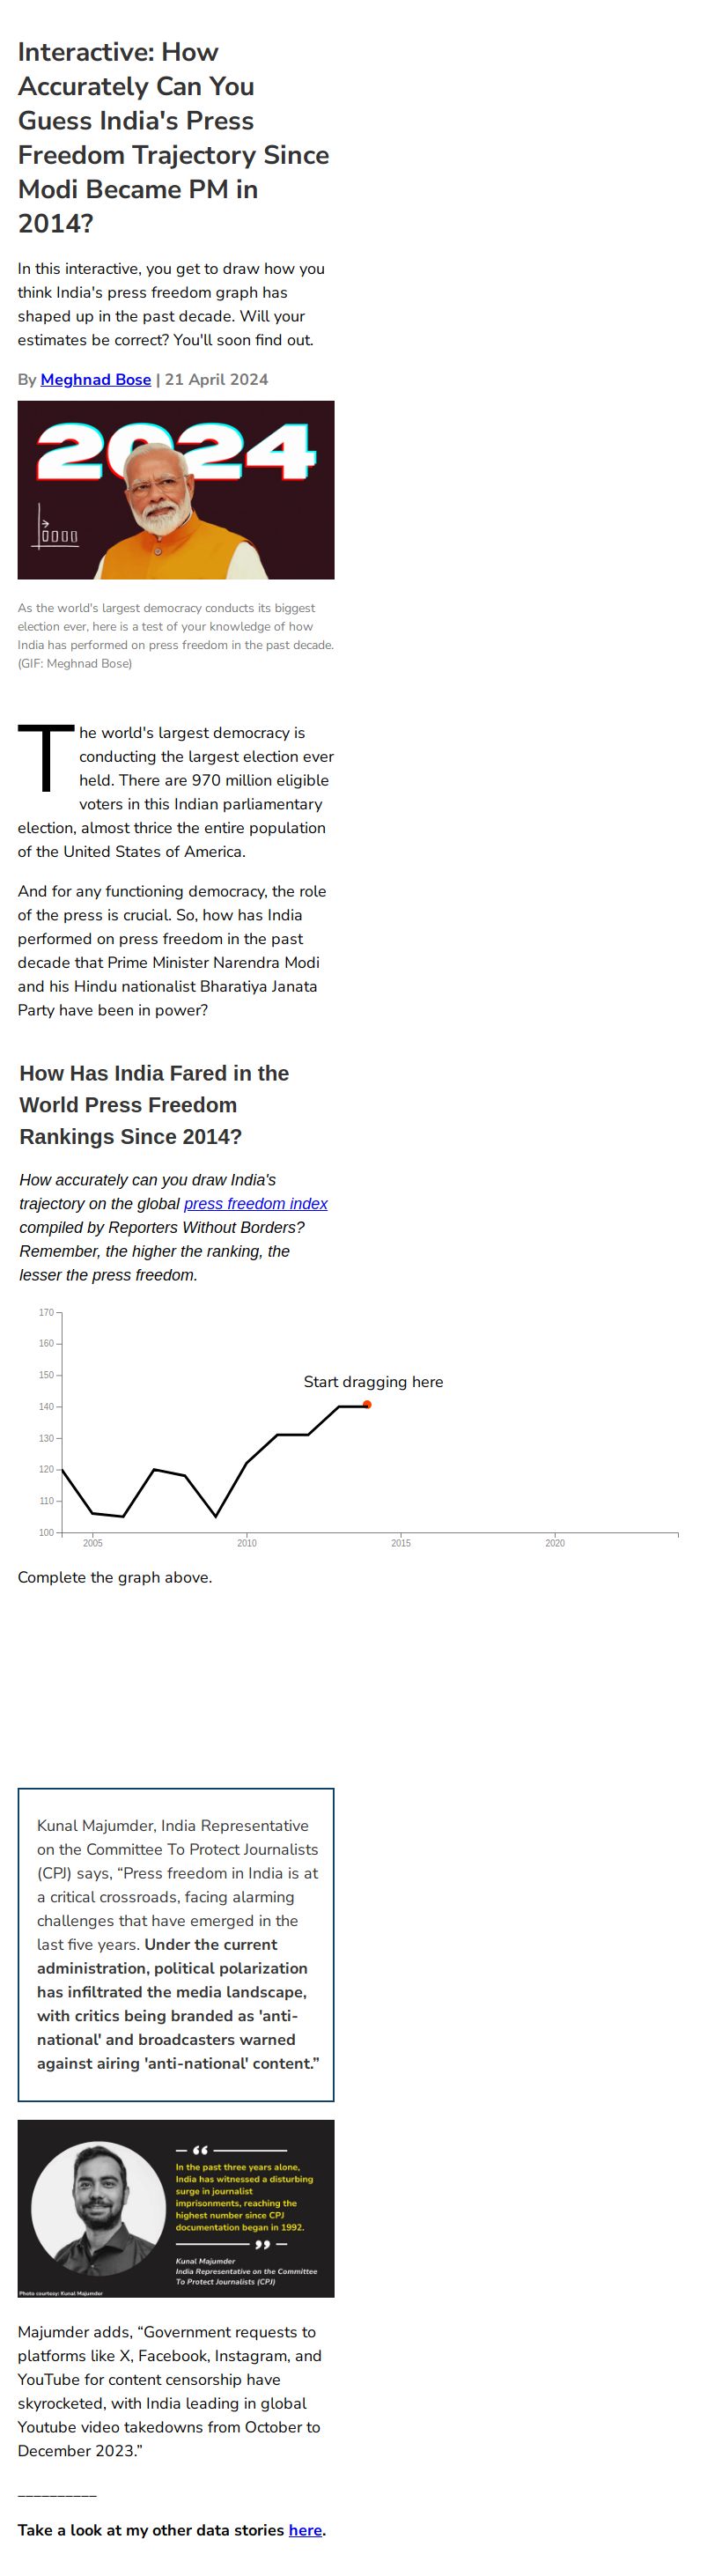 Interactive: How
Accurately Can You
Guess India's Press
Freedom Trajectory Since
Modi Became PM in
2014?
In this interactive, you get to draw how you
think India's press freedom graph has
shaped up in the past decade. Will your
estimates be correct? You'll soon find out.
By Meghnad Bose | 21 April 2024
2024
As the world's largest democracy conducts its biggest
election ever, here is a test of your knowledge of how
India has performed on press freedom in the past decade.
(GIF: Meghnad Bose)
The world's largest democracy is
conducting the largest election ever
held. There are 970 million eligible
voters in this Indian parliamentary
election, almost thrice the entire population
of the United States of America.
And for any functioning democracy, the role
of the press is crucial. So, how has India
performed on press freedom in the past
decade that Prime Minister Narendra Modi
and his Hindu nationalist Bharatiya Janata
Party have been in power?
How Has India Fared in the
World Press Freedom
Rankings Since 2014?
How accurately can you draw India's
trajectory on the global press freedom index
compiled by Reporters Without Borders?
Remember, the higher the ranking, the
lesser the press freedom.
170
160
150
Start dragging here
140
130
120
110
100
2005 2010 2015 2020
Complete the graph above.
Kunal Majumder, India Representative
on the Committee To Protect Journalists
(CPJ) says, “Press freedom in India is at
a critical crossroads, facing alarming
challenges that have emerged in the
last five years. Under the current
administration, political polarization
has infiltrated the media landscape,
with critics being branded as 'anti-
national' and broadcasters warned
against airing 'anti-national' content.”
“
In the past three years alone,
India has witnessed a disturbing
surge in journalist
imprisonments, reaching the
highest number since CPJ
documentation began in 1992.
”
Kunal Majumder
India Representative on the Committee
To Protect Journalists (CPJ)
Photo courtesy: Kunal Majumder
Majumder adds, “Government requests to
platforms like X, Facebook, Instagram, and
YouTube for content censorship have
skyrocketed, with India leading in global
Youtube video takedowns from October to
December 2023.”
__________
Take a look at my other data stories here.